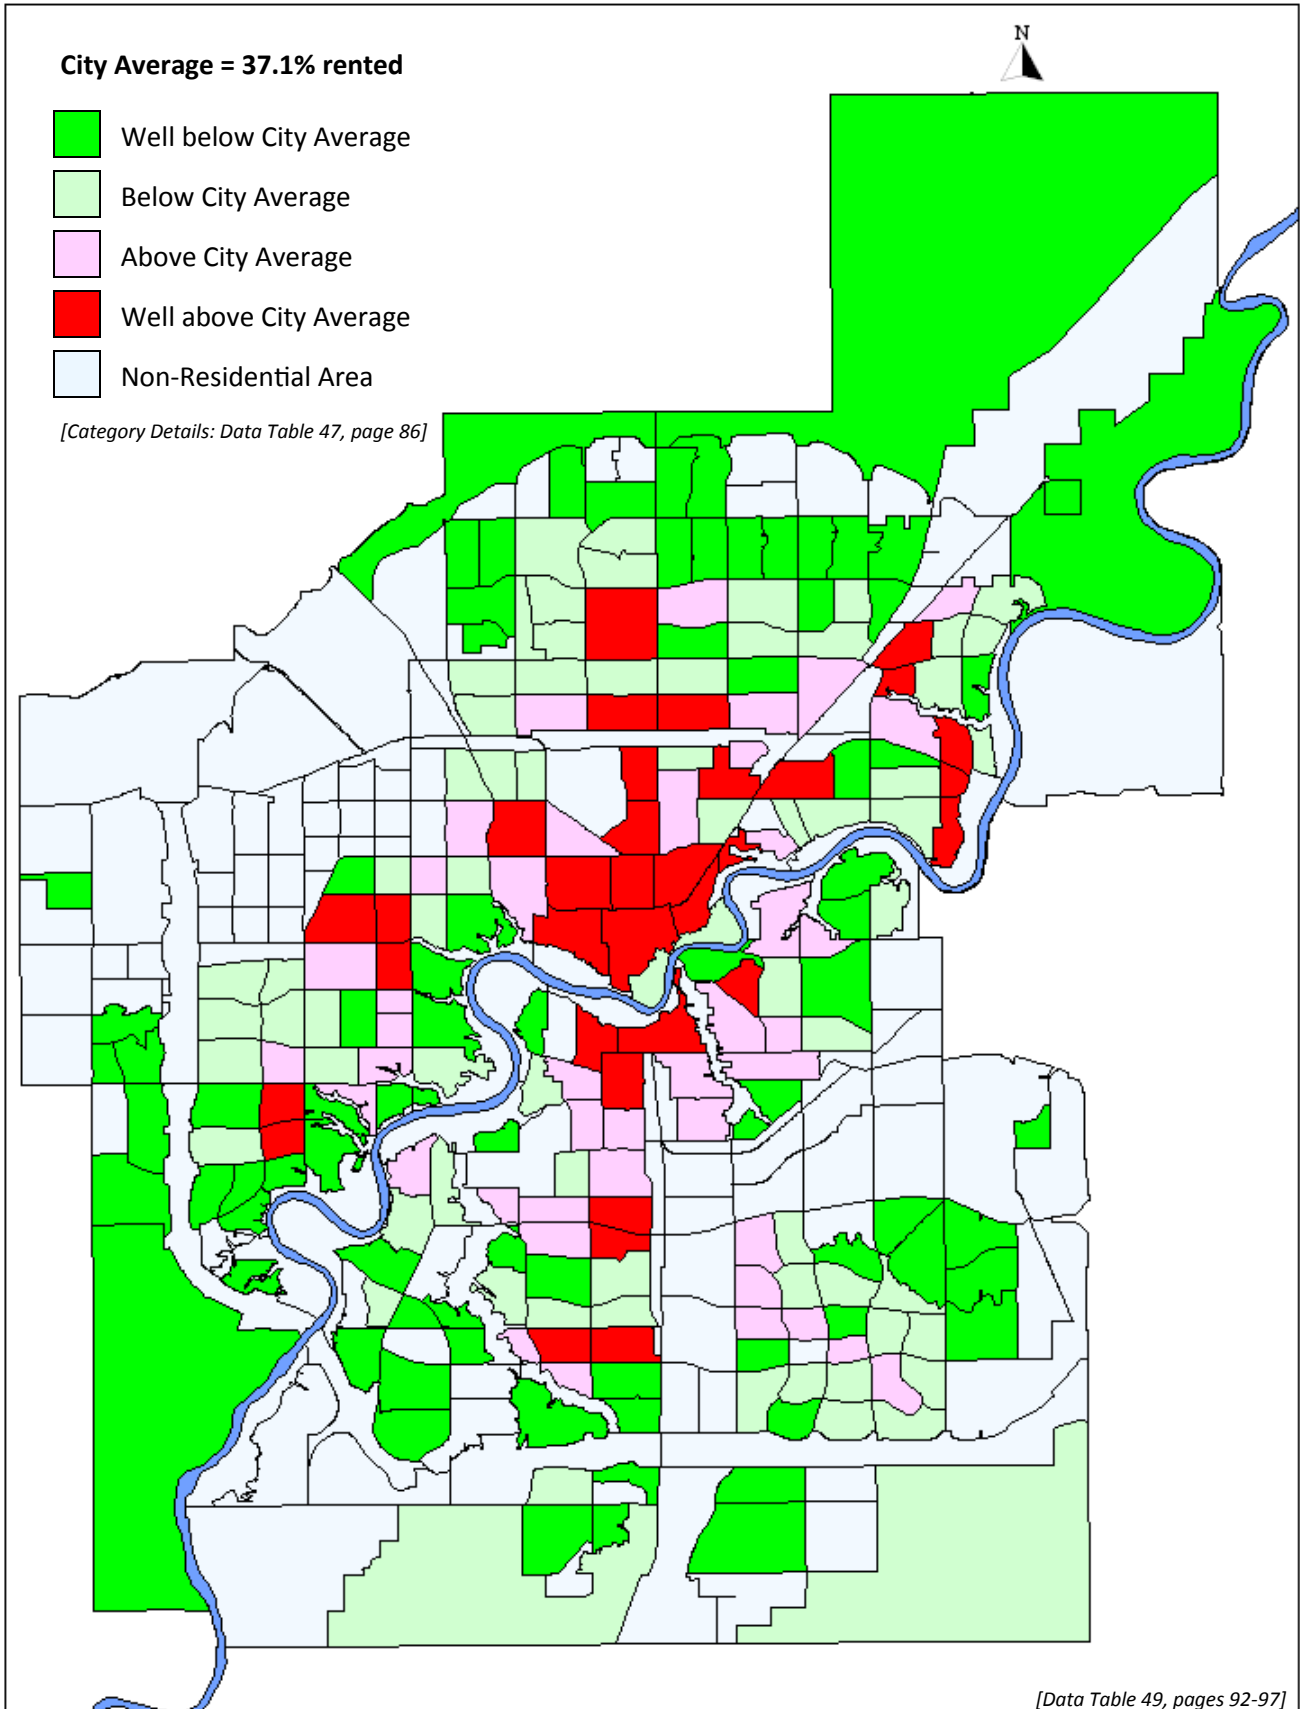 N
City Average = 37.1% rented
Well below City Average
Below City Average
Above City Average
Well above City Average
Non-Residential Area
[Category Details: Data Table 47, page 86]
[Data Table 49, pages 92-97]